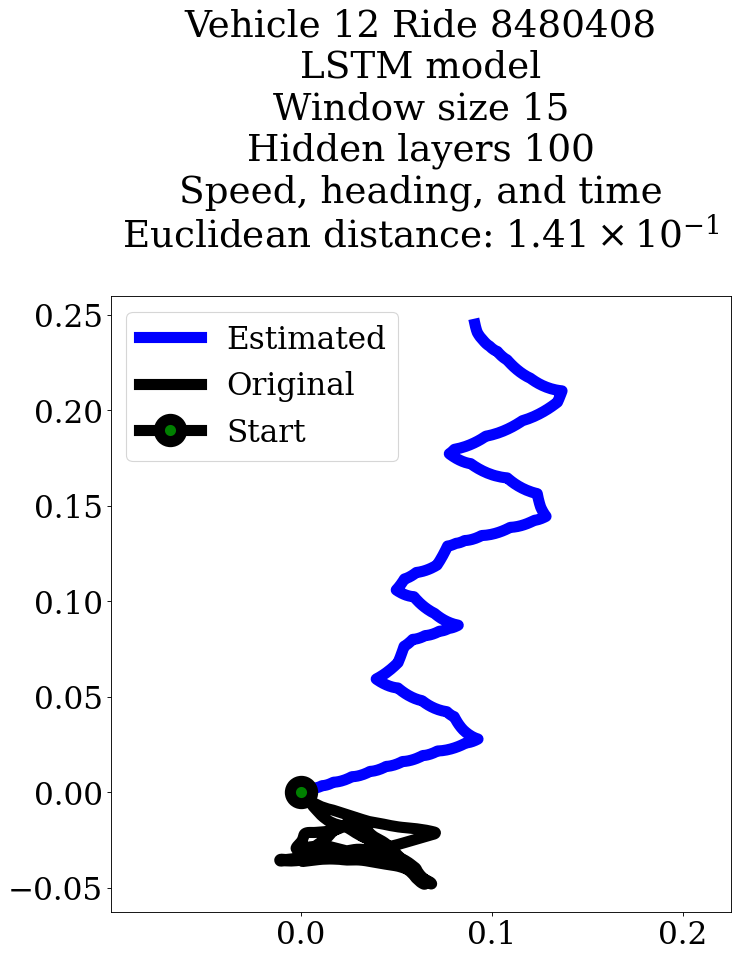 Vehicle 12 Ride 8480408
LSTM model
Window size 15
Hidden layers 100
Speed, heading, and time
Euclidean distance: 1.41 × 10⁻¹
0.25
Estimated
Original
0.20
Start
0.15
0.10
0.05
0.00
−0.05
0.0 0.1 0.2